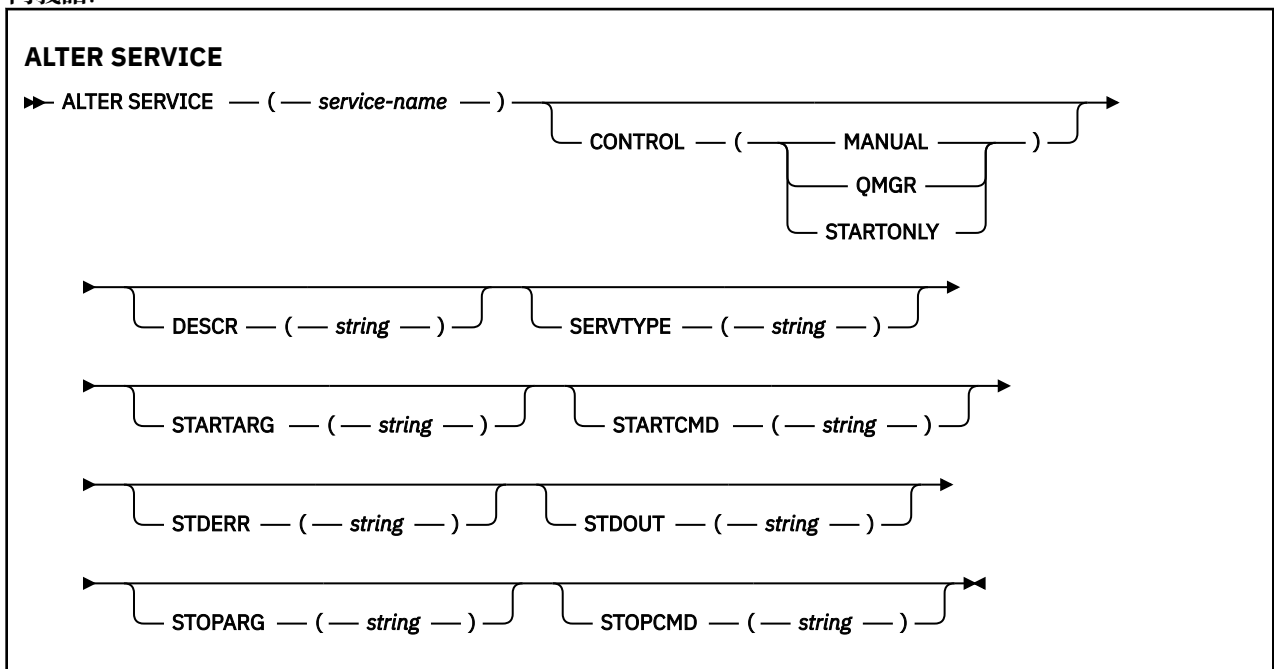 ALTER SERVICE
ALTER SERVICE ( service-name )
CONTROL ( MANUAL )
QMGR
STARTONLY
DESCR ( string ) SERVTYPE ( string )
STARTARG ( string ) STARTCMD ( string )
STDERR ( string ) STDOUT ( string )
STOPARG ( string ) STOPCMD ( string )